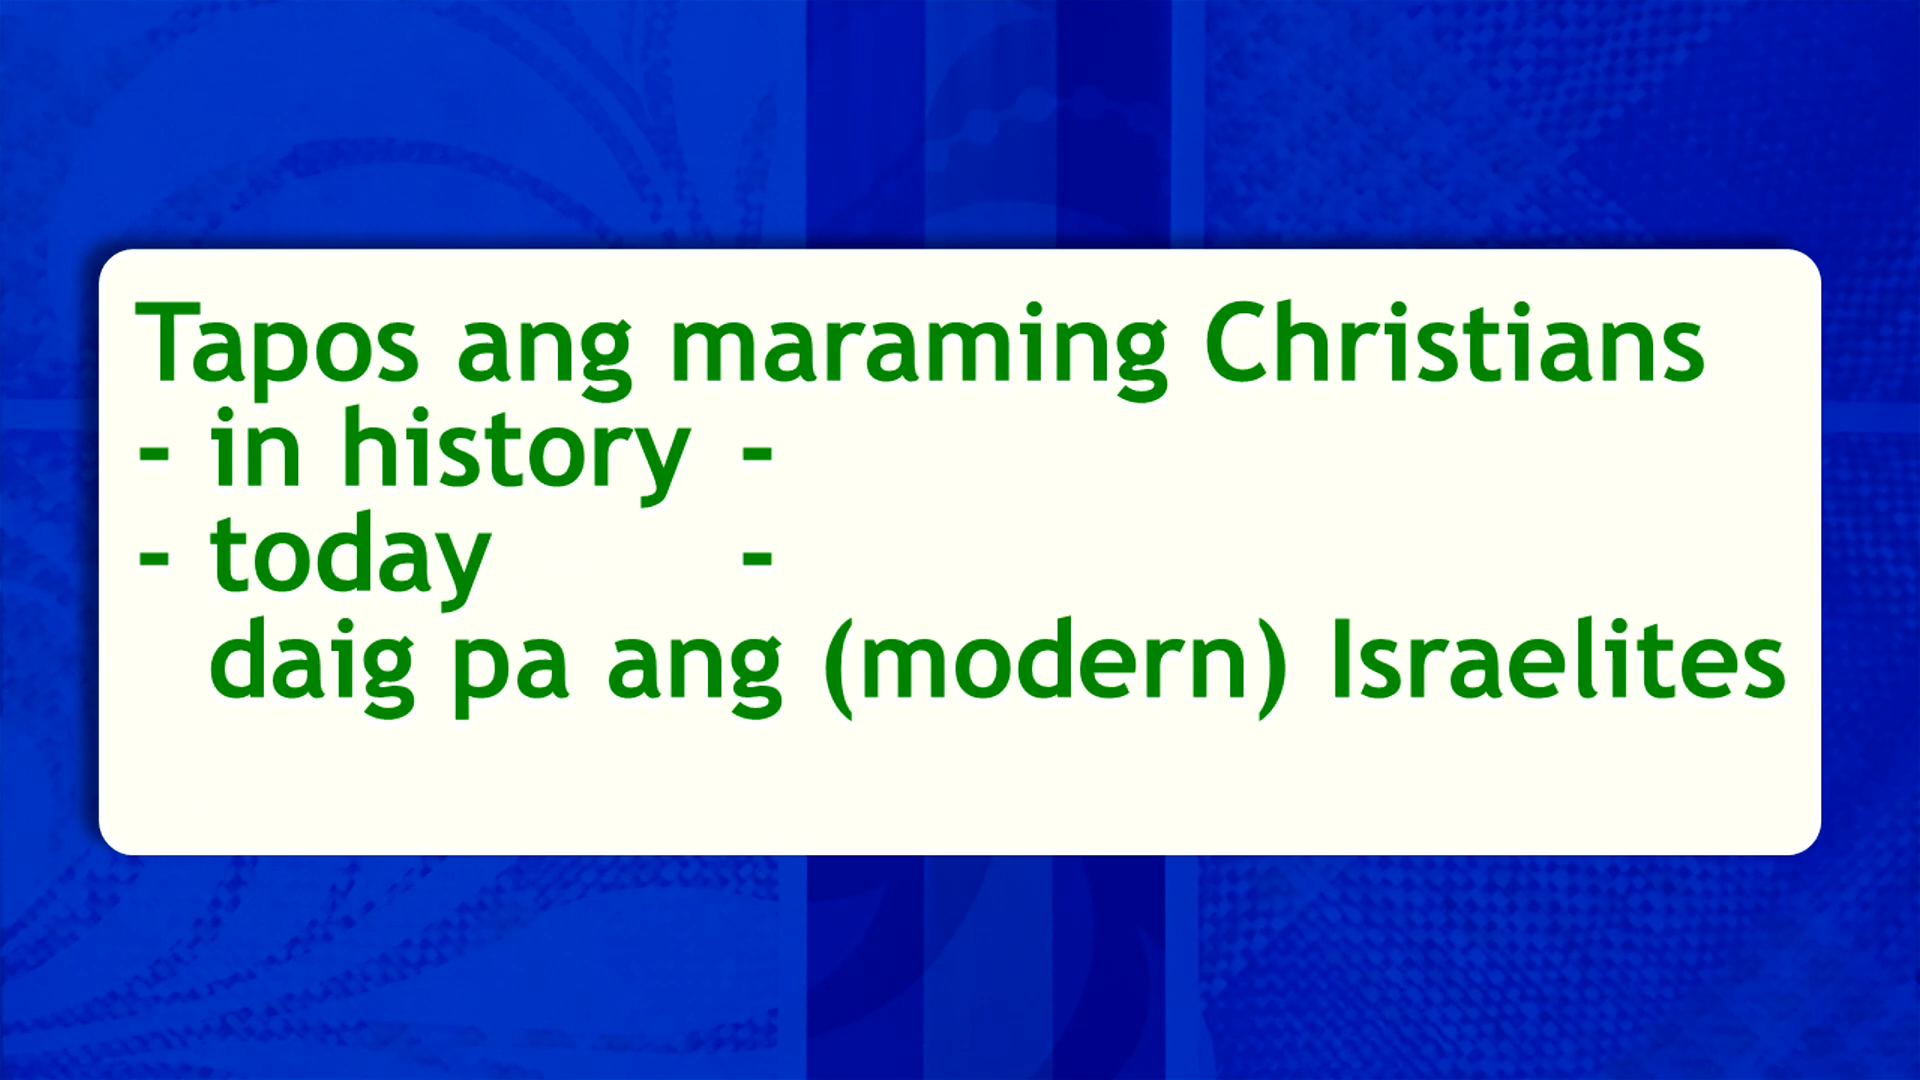 Tapos ang maraming Christians
- in history -
- today -
daig pa ang (modern) Israelites